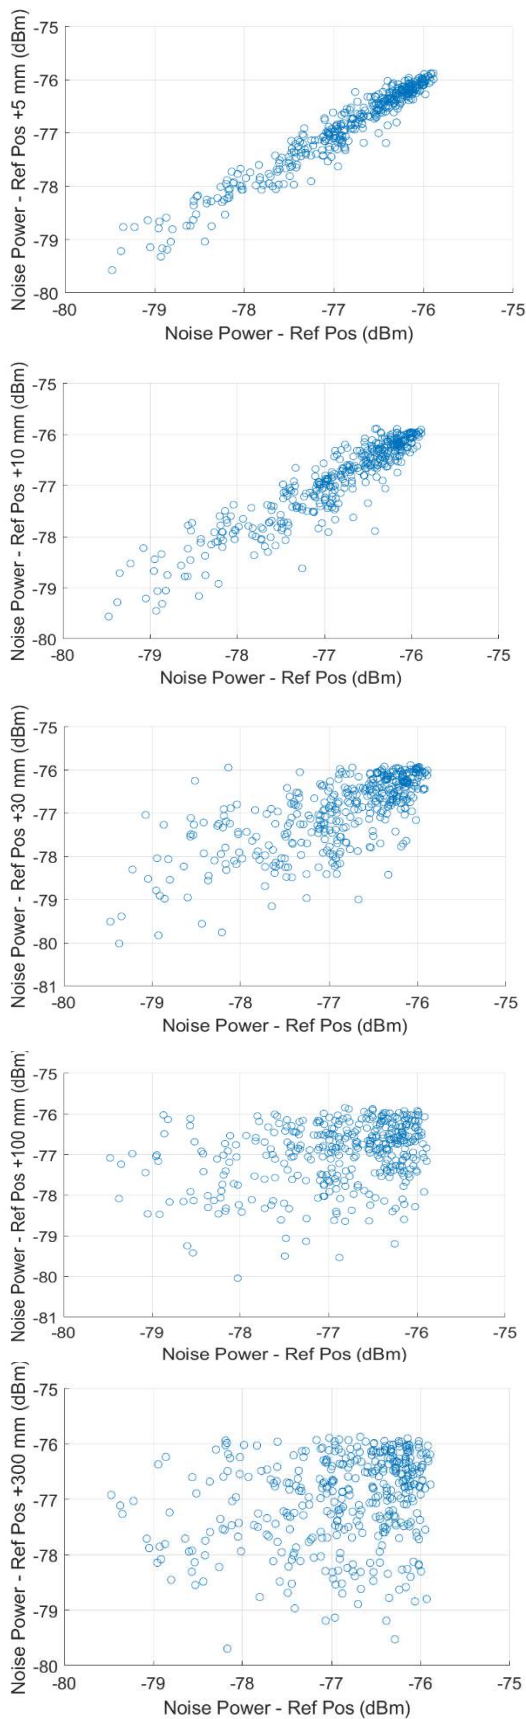 -75
-76
-77
-78
-79
-80
-80 -79 -78 -77 -76 -75
Noise Power - Ref Pos +5 mm (dBm)
Noise Power - Ref Pos (dBm)
-75
-76
-77
-78
-79
-80
-80 -79 -78 -77 -76 -75
Noise Power - Ref Pos +10 mm (dBm)
Noise Power - Ref Pos (dBm)
-75
-76
-77
-78
-79
-80
-81
-80 -79 -78 -77 -76 -75
Noise Power - Ref Pos +30 mm (dBm)
Noise Power - Ref Pos (dBm)
-75
-76
-77
-78
-79
-80
-81
-80 -79 -78 -77 -76 -75
Noise Power - Ref Pos +100 mm (dBm)
Noise Power - Ref Pos (dBm)
-75
-76
-77
-78
-79
-80
-80 -79 -78 -77 -76 -75
Noise Power - Ref Pos +300 mm (dBm)
Noise Power - Ref Pos (dBm)